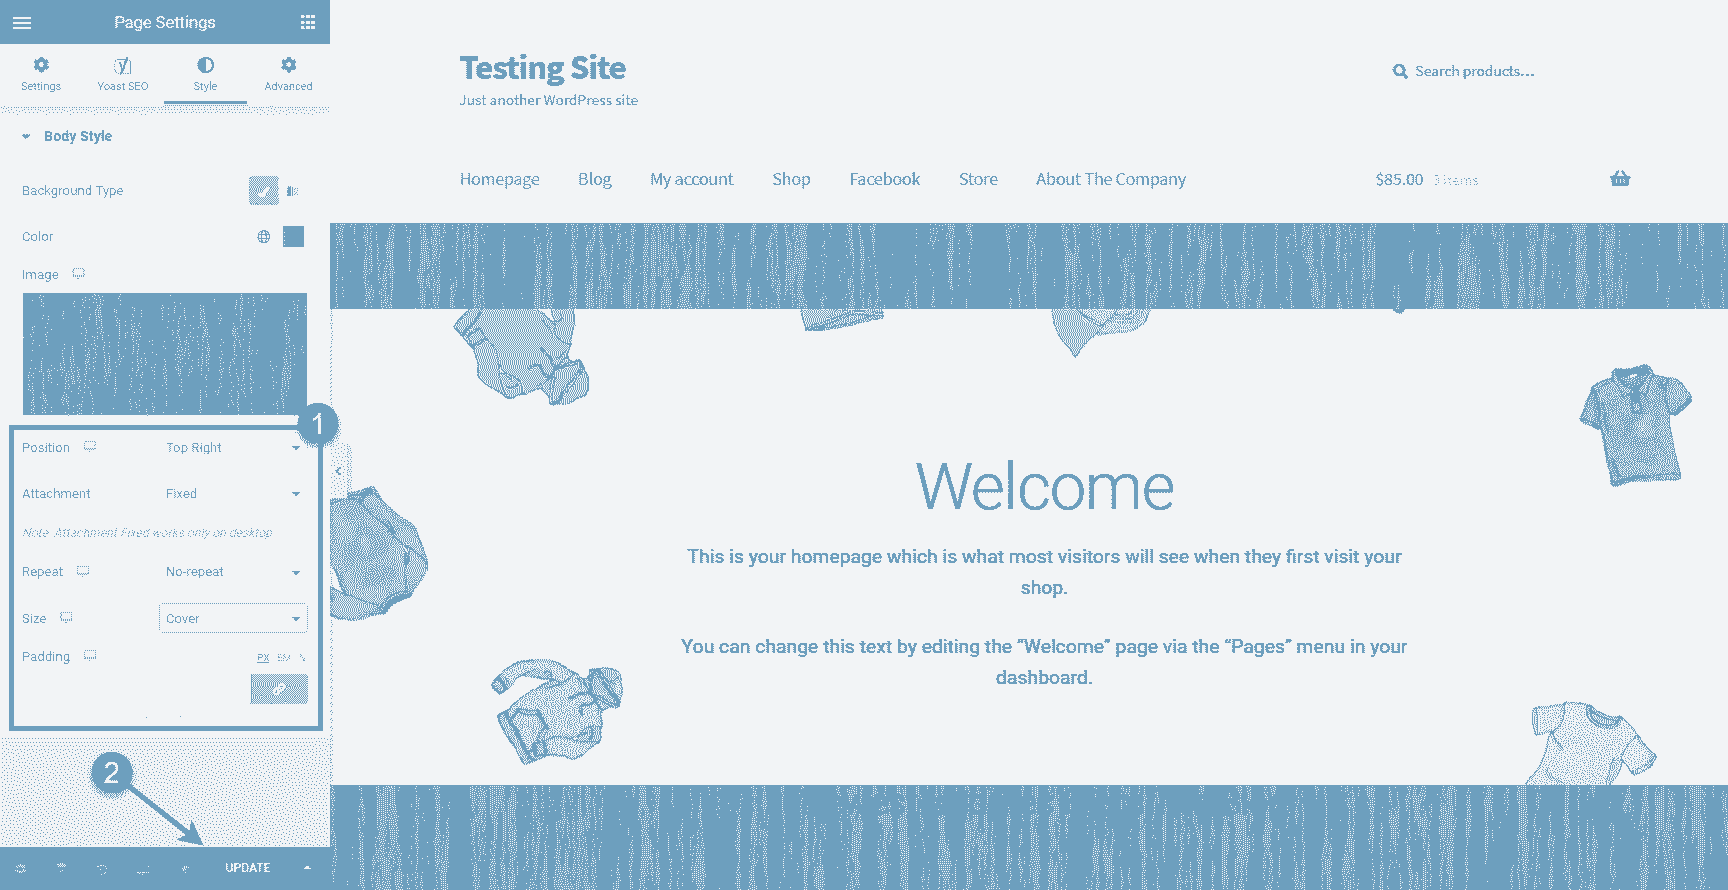 Page Settings
Settings
Yoast SEO
Style
Advanced
Body Style
Background Type
Color
Image
1
Position
Top Right
Attachment
Fixed
Note: Attachment Fixed works only on desktop.
Repeat
No-repeat
Size
Cover
Padding
PX EM %
2
UPDATE
Testing Site
Just another WordPress site
Search products…
Homepage Blog My account Shop Facebook Store About The Company
$85.00 3 items
Welcome
This is your homepage which is what most visitors will see when they first visit your
shop.
You can change this text by editing the “Welcome” page via the “Pages” menu in your
dashboard.